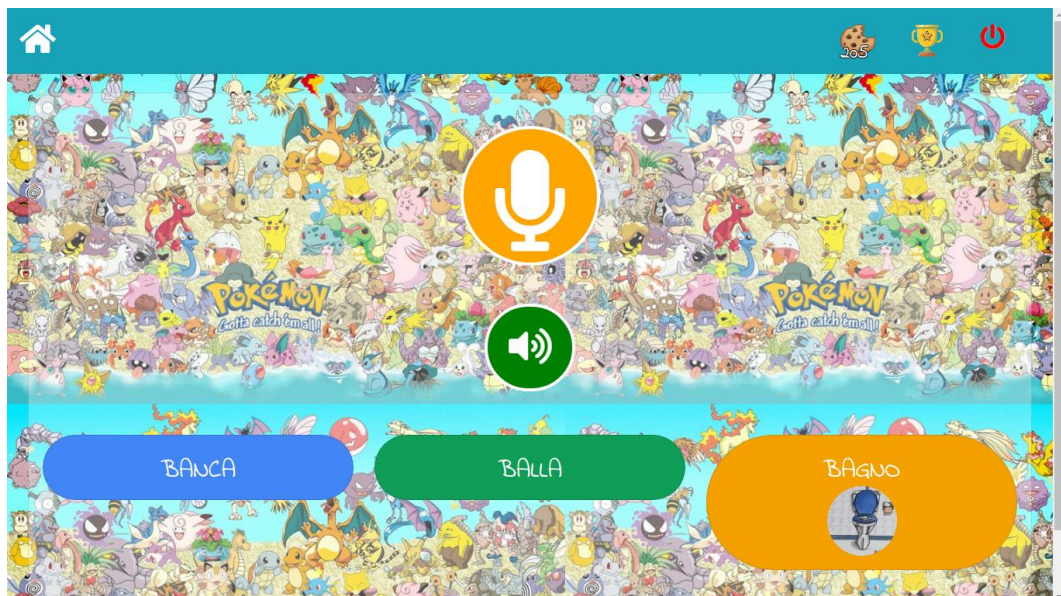 205
Pokémon
Gotta catch 'em all!
Pokémon
Gotta catch 'em all!
BANCA
BALLA
BAGNO